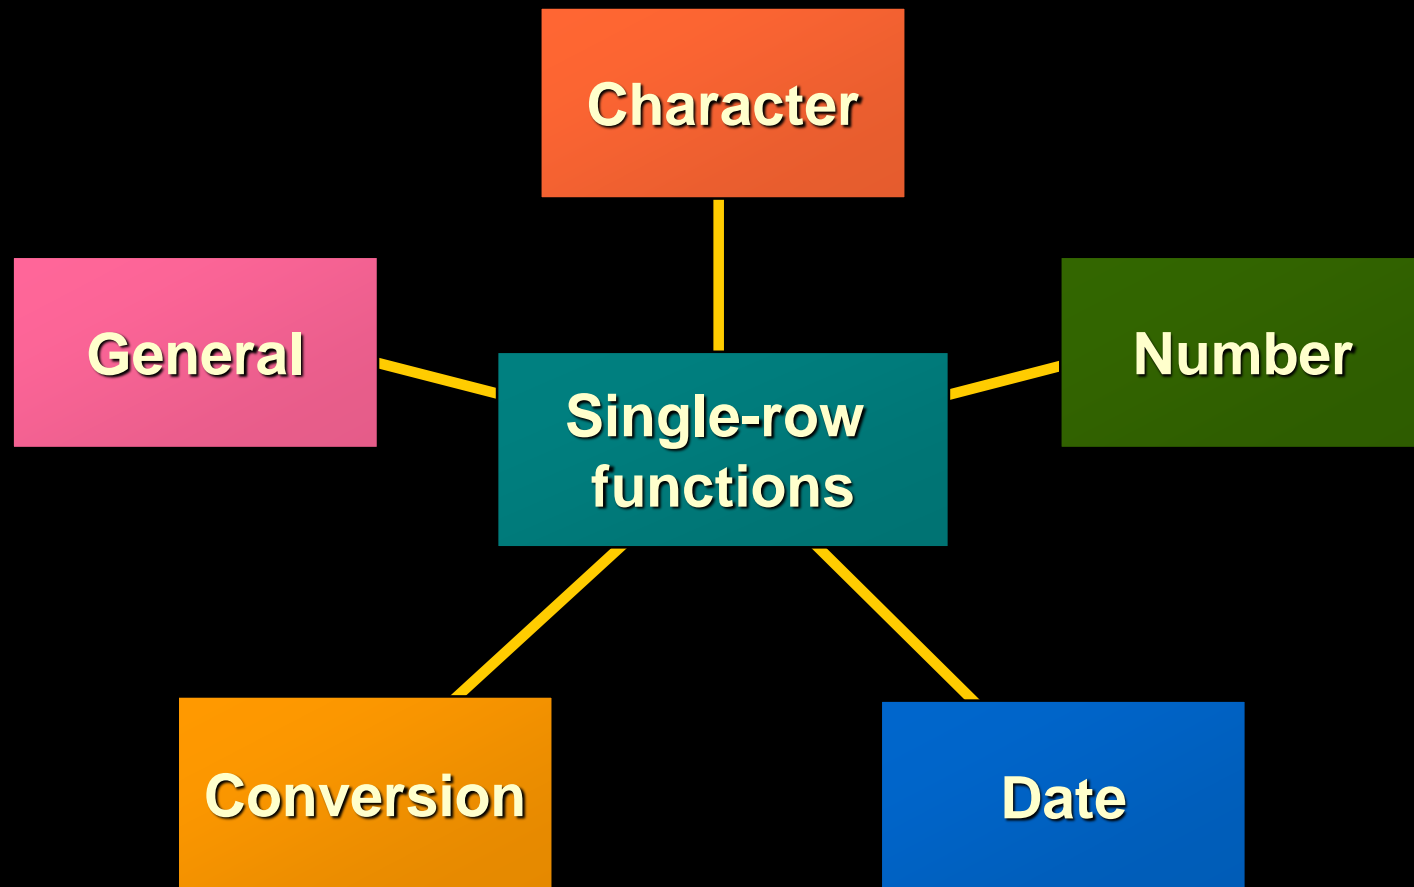 Character
General
Number
Single-row
functions
Conversion
Date